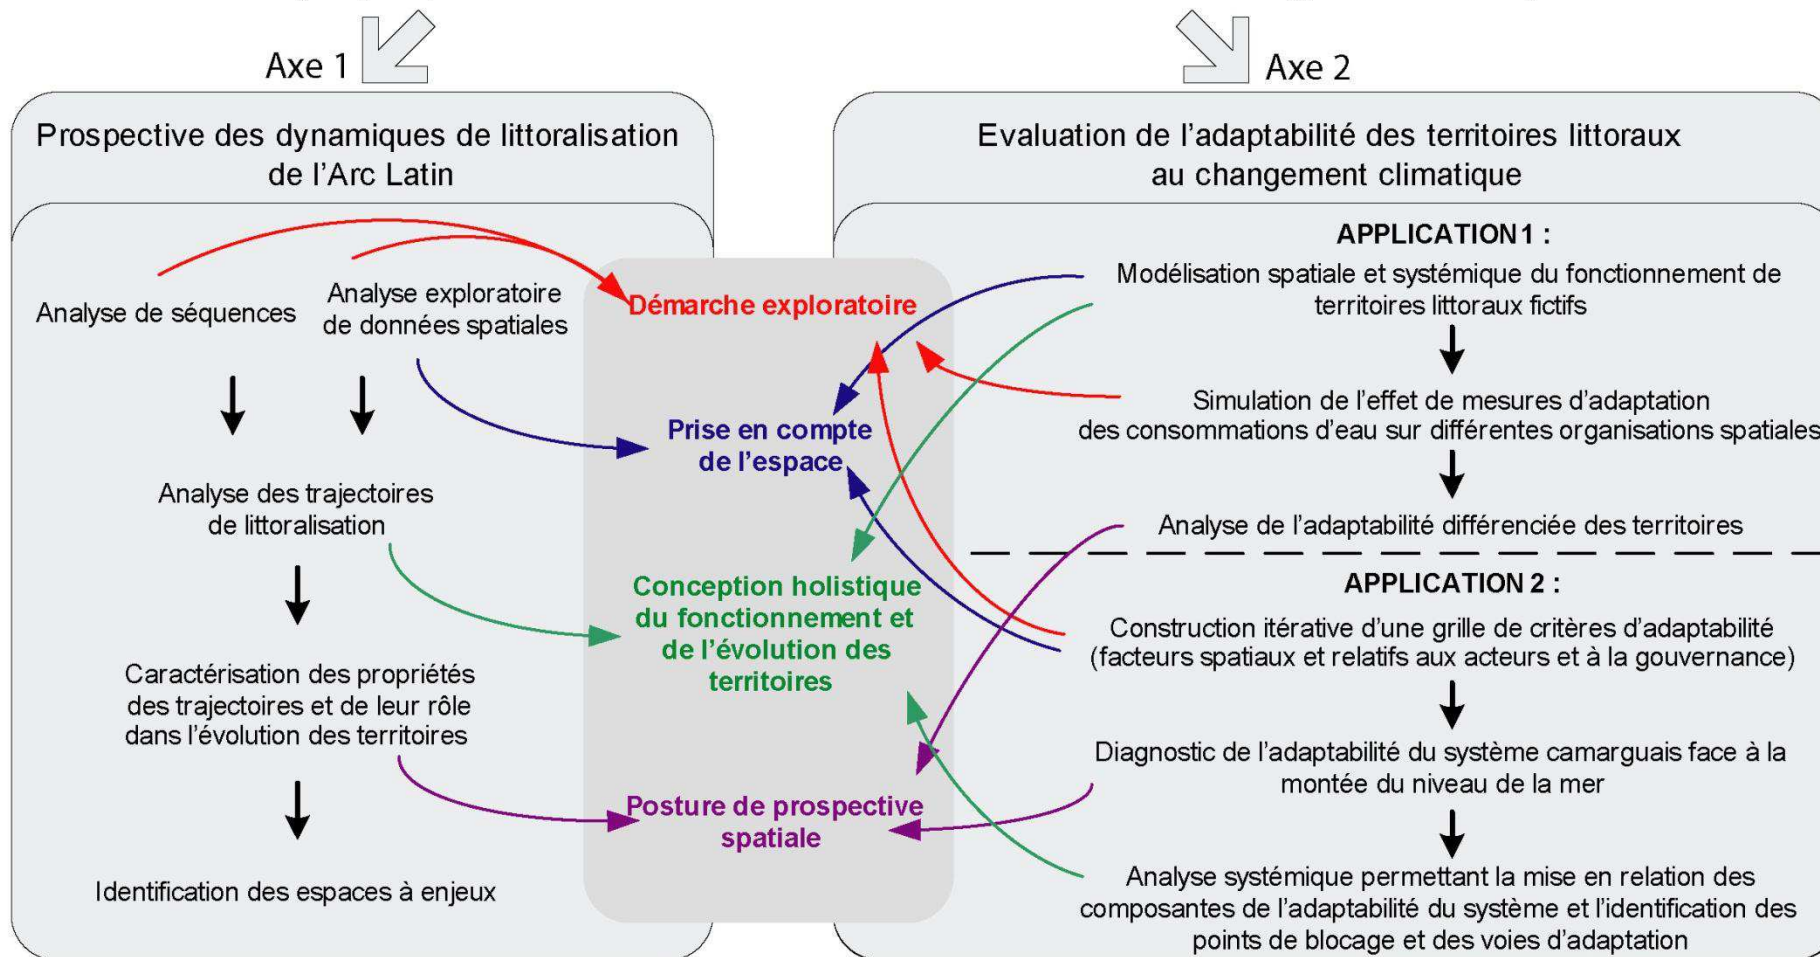 Axe 1
Axe 2
Prospective des dynamiques de littoralisation
de l'Arc Latin
Analyse de séquences
Analyse exploratoire
de données spatiales
Analyse des trajectoires
de littoralisation
Caractérisation des propriétés
des trajectoires et de leur rôle
dans l'évolution des territoires
Identification des espaces à enjeux
Démarche exploratoire
Prise en compte
de l'espace
Conception holistique
du fonctionnement et
de l'évolution des
territoires
Posture de prospective
spatiale
Evaluation de l'adaptabilité des territoires littoraux
au changement climatique
APPLICATION 1 :
Modélisation spatiale et systémique du fonctionnement de
territoires littoraux fictifs
Simulation de l'effet de mesures d'adaptation
des consommations d'eau sur différentes organisations spatiales
Analyse de l'adaptabilité différenciée des territoires
APPLICATION 2 :
Construction itérative d'une grille de critères d'adaptabilité
(facteurs spatiaux et relatifs aux acteurs et à la gouvernance)
Diagnostic de l'adaptabilité du système camarguais face à la
montée du niveau de la mer
Analyse systémique permettant la mise en relation des
composantes de l'adaptabilité du système et l'identification des
points de blocage et des voies d'adaptation